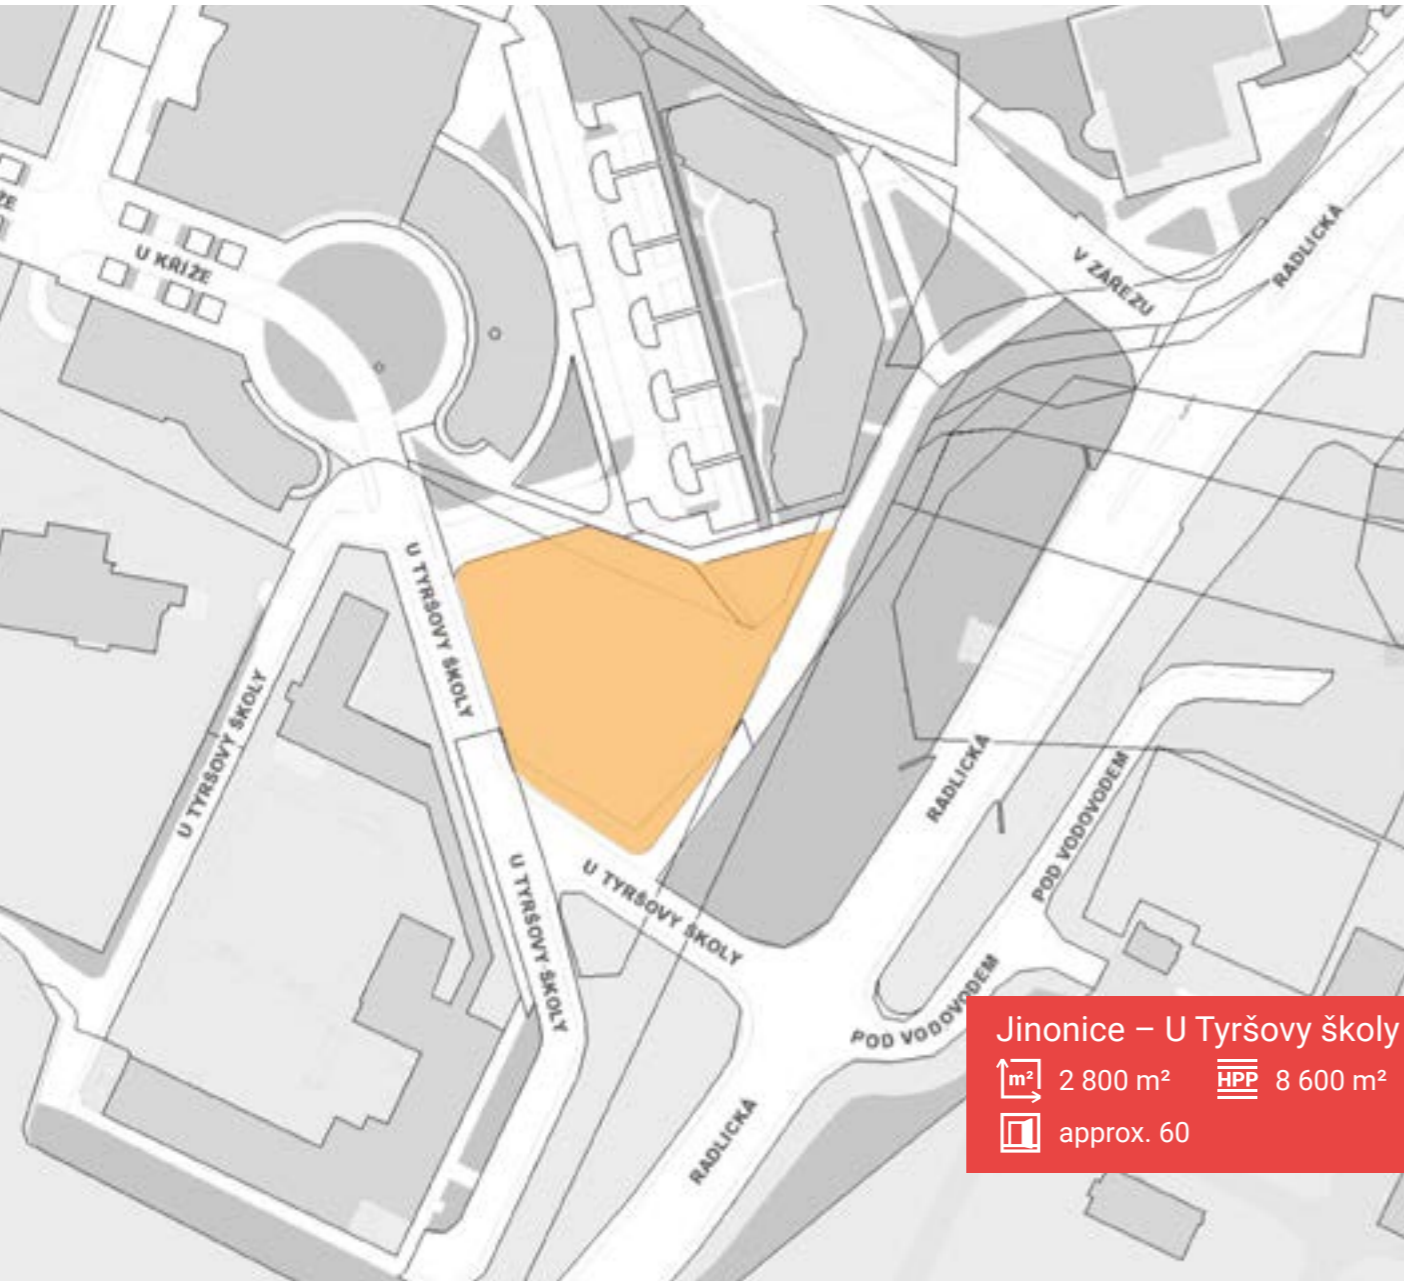 ŽE
U KŘÍŽE
V ZÁŘEZU
RADLICKÁ
U TYRŠOVY ŠKOLY
U TYRŠOVY ŠKOLY
RADLICKÁ
POD VODOVODEM
U TYRŠOVY ŠKOLY
U TYRŠOVY ŠKOLY
POD VODOVODEM
RADLICKÁ
Jinonice – U Tyršovy školy
m² 2 800 m² HPP 8 600 m²
approx. 60